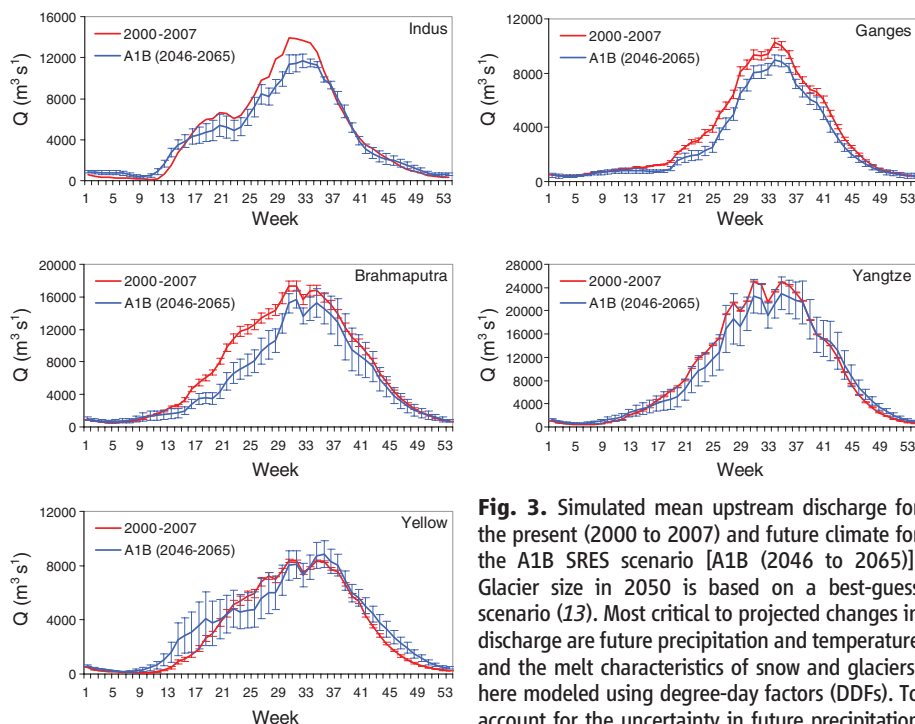 Indus
16000
12000
8000
4000
0
Q (m³ s⁻¹)
2000-2007
A1B (2046-2065)
1 5 9 13 17 21 25 29 33 37 41 45 49 53
Week
Ganges
12000
8000
4000
0
Q (m³ s⁻¹)
2000-2007
A1B (2046-2065)
1 5 9 13 17 21 25 29 33 37 41 45 49 53
Week
Brahmaputra
20000
16000
12000
8000
4000
0
Q (m³ s⁻¹)
2000-2007
A1B (2046-2065)
1 5 9 13 17 21 25 29 33 37 41 45 49 53
Week
Yangtze
28000
24000
20000
16000
12000
8000
4000
0
Q (m³ s⁻¹)
2000-2007
A1B (2046-2065)
1 5 9 13 17 21 25 29 33 37 41 45 49 53
Week
Yellow
12000
8000
4000
0
Q (m³ s⁻¹)
2000-2007
A1B (2046-2065)
1 5 9 13 17 21 25 29 33 37 41 45 49 53
Week
Fig. 3. Simulated mean upstream discharge for
the present (2000 to 2007) and future climate for
the A1B SRES scenario [A1B (2046 to 2065)]
Glacier size in 2050 is based on a best-guess
scenario (13). Most critical to projected changes in
discharge are future precipitation and temperature
and the melt characteristics of snow and glaciers
here modeled using degree-day factors (DDFs). To
account for the uncertainty in future precipitation